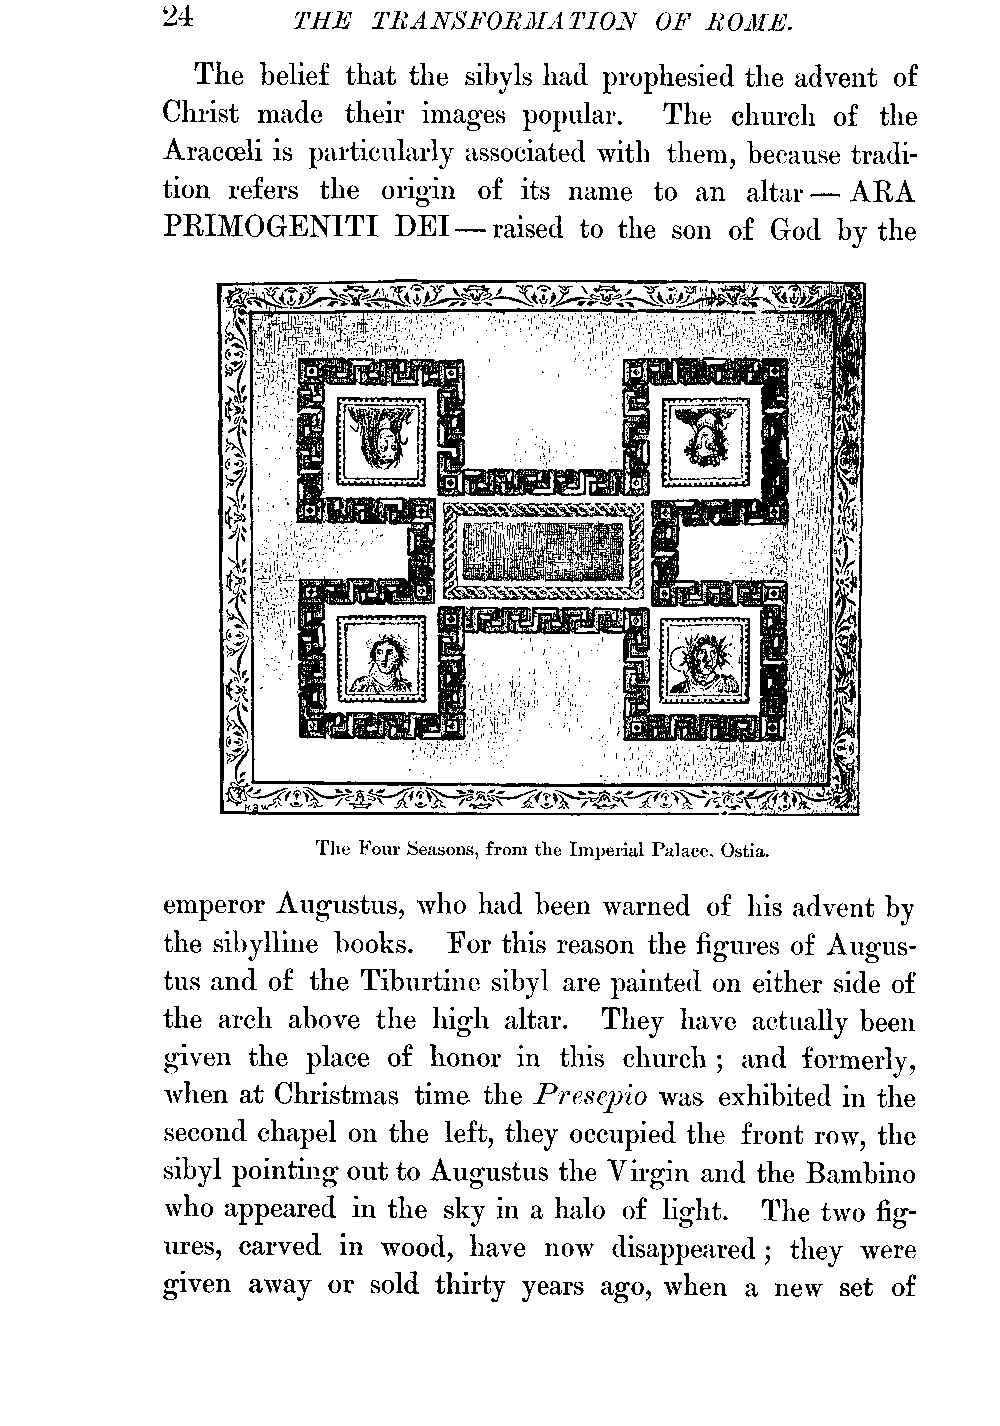 24 THE TRANSFORMATION OF ROME.
The belief that the sibyls had prophesied the advent of
Christ made their images popular. The church of the
Aracœli is particularly associated with them, because tradi-
tion refers the origin of its name to an altar — ARA
PRIMOGENITI DEI — raised to the son of God by the
H.B.W
The Four Seasons, from the Imperial Palace, Ostia.
emperor Augustus, who had been warned of his advent by
the sibylline books. For this reason the figures of Augus-
tus and of the Tiburtine sibyl are painted on either side of
the arch above the high altar. They have actually been
given the place of honor in this church ; and formerly,
when at Christmas time the Presepio was exhibited in the
second chapel on the left, they occupied the front row, the
sibyl pointing out to Augustus the Virgin and the Bambino
who appeared in the sky in a halo of light. The two fig-
ures, carved in wood, have now disappeared ; they were
given away or sold thirty years ago, when a new set of